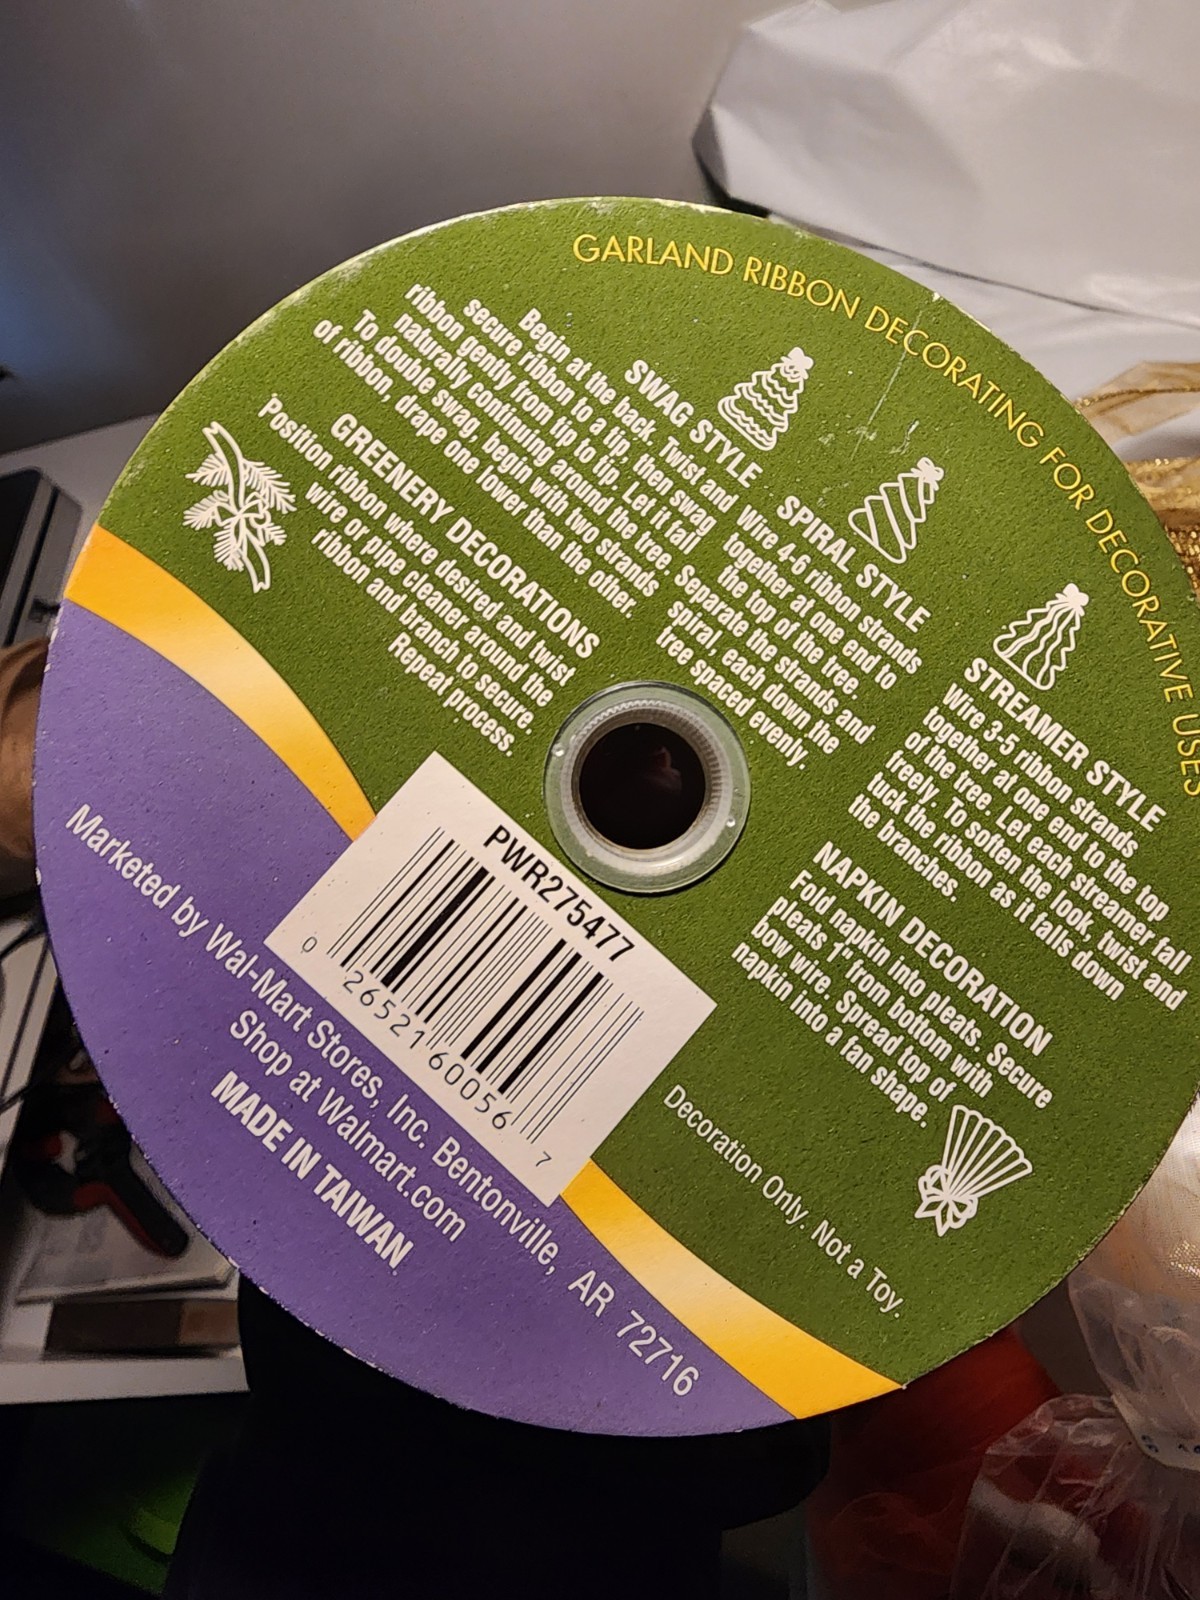 GARLAND RIBBON DECORATING FOR DECORATIVE USES
SWAG STYLE
Begin at the back. Twist and
secure ribbon to a tip, then swag
ribbon gently from tip to tip. Let it fall
naturally continuing around the tree.
To double swag, begin with two strands
of ribbon, drape one lower than the other.
SPIRAL STYLE
Wire 4-6 ribbon strands
together at one end to
the top of the tree.
Separate the strands and
spiral, each down the
tree spaced evenly.
STREAMER STYLE
Wire 3-5 ribbon strands
together at one end to the top
of the tree. Let each streamer fall
freely. To soften the look, twist and
tuck the ribbon as it falls down
the branches.
GREENERY DECORATIONS
Position ribbon where desired and twist
wire or pipe cleaner around the
ribbon and branch to secure.
Repeat process.
NAPKIN DECORATION
Fold napkin into pleats. Secure
pleats 1" from bottom with
bow wire. Spread top of
napkin into a fan shape.
PWR275477
0 26521 60056 7
Decoration Only. Not a Toy.
Marketed by Wal-Mart Stores, Inc. Bentonville, AR 72716
Shop at Walmart.com
MADE IN TAIWAN